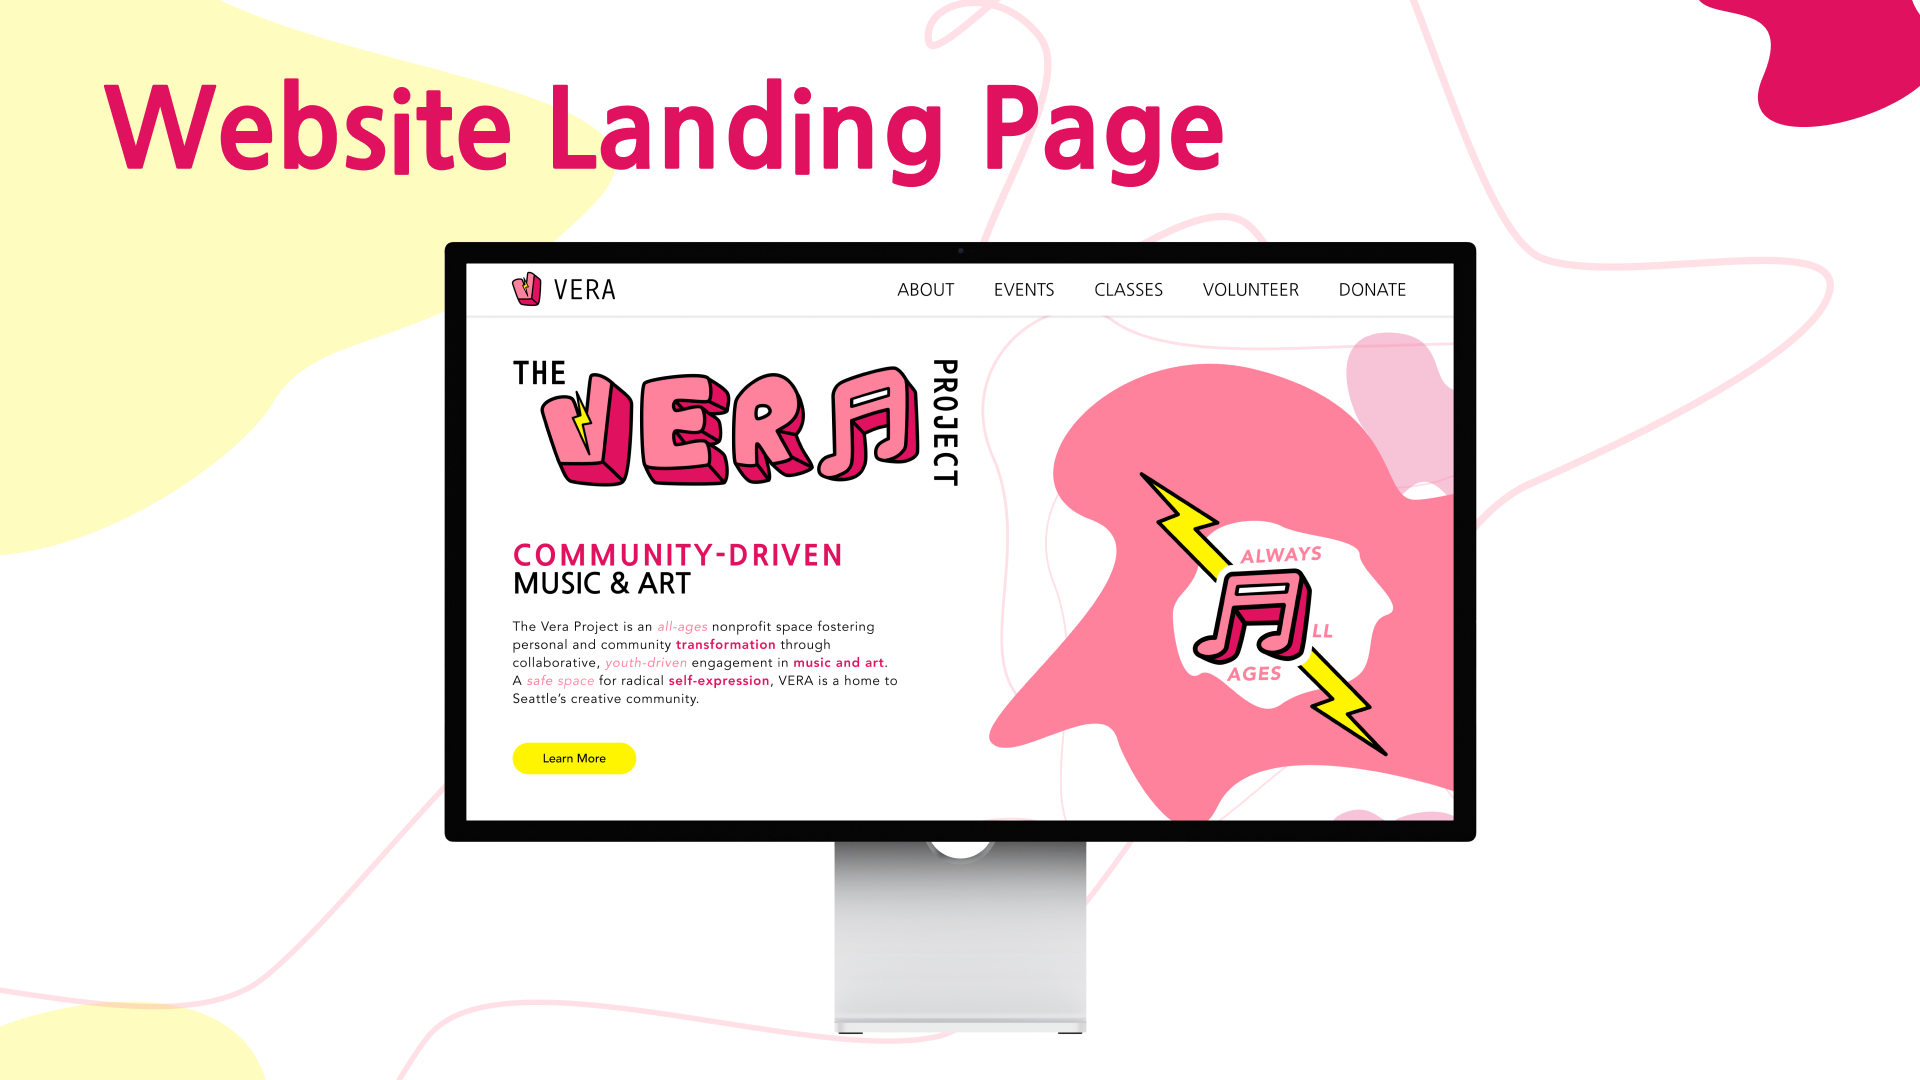 Website Landing Page
VERA
ABOUT EVENTS CLASSES VOLUNTEER DONATE
THE
VERA
PROJECT
COMMUNITY-DRIVEN
MUSIC & ART
The Vera Project is an all-ages nonprofit space fostering
personal and community transformation through
collaborative, youth-driven engagement in music and art.
A safe space for radical self-expression, VERA is a home to
Seattle’s creative community.
Learn More
ALWAYS
ALL
AGES